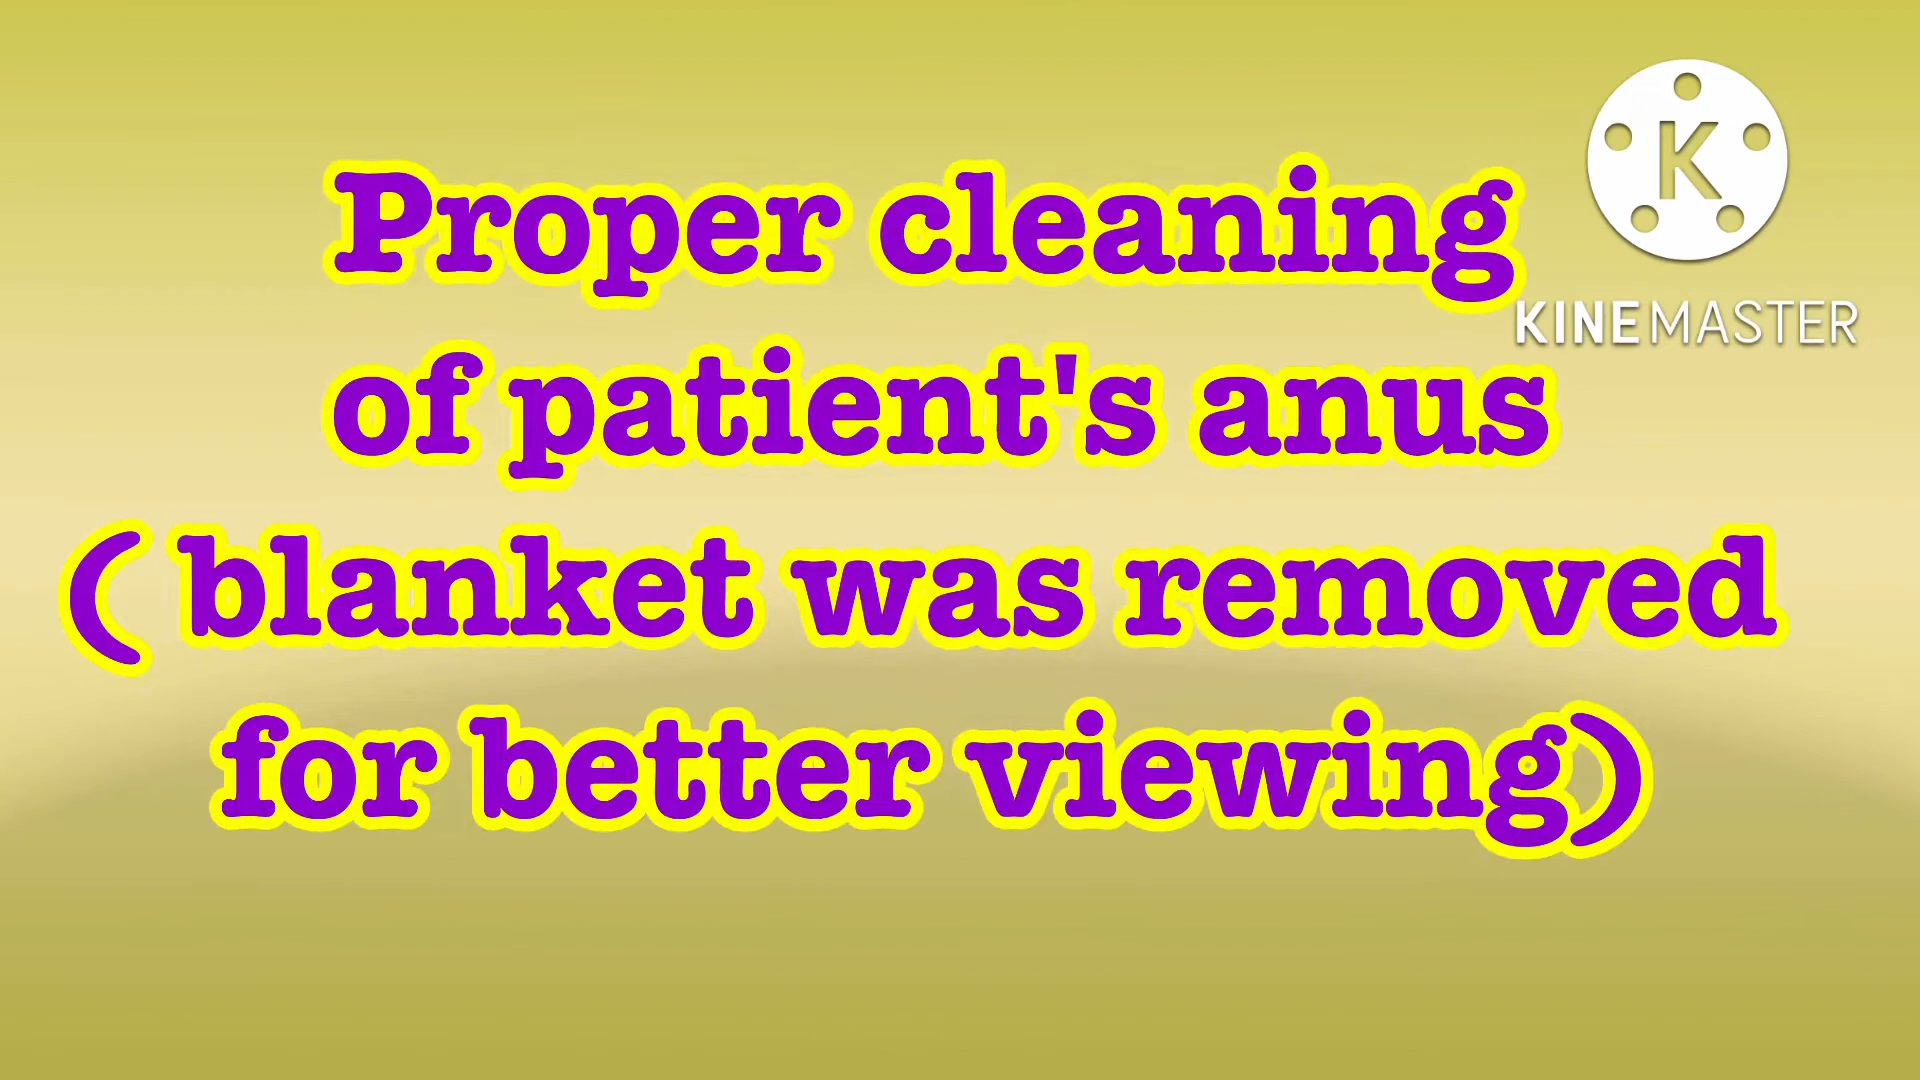 Proper cleaning
of patient's anus
( blanket was removed
for better viewing)
K
KINEMASTER